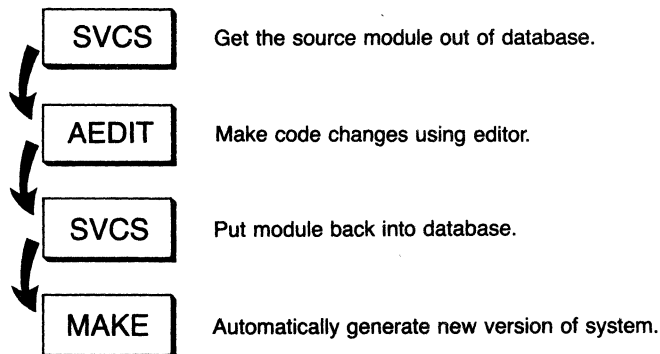 SVCS Get the source module out of database.
AEDIT Make code changes using editor.
SVCS Put module back into database.
MAKE Automatically generate new version of system.